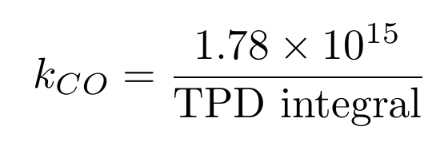 k_{CO} = \frac{1.78 \times 10^{15}}{\text{TPD integral}}